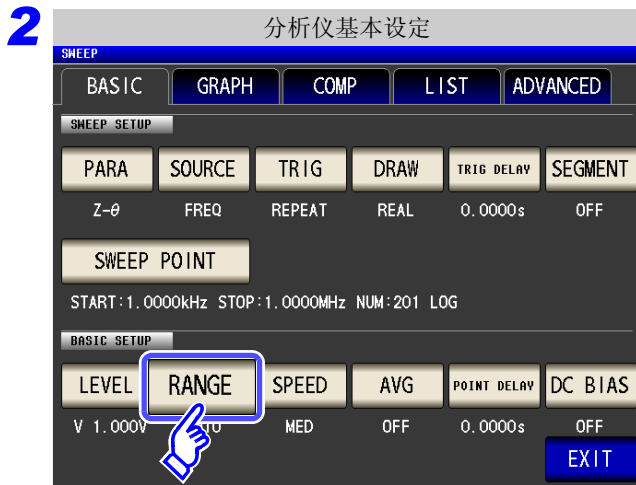 2
分析仪基本设定
SWEEP
BASIC GRAPH COMP LIST ADVANCED
SWEEP SETUP
PARA SOURCE TRIG DRAW TRIG DELAY SEGMENT
Z-θ FREQ REPEAT REAL 0.0000s OFF
SWEEP POINT
START:1.0000kHz STOP:1.0000MHz NUM:201 LOG
BASIC SETUP
LEVEL RANGE SPEED AVG POINT DELAY DC BIAS
V 1.000V MED OFF 0.0000s OFF
EXIT